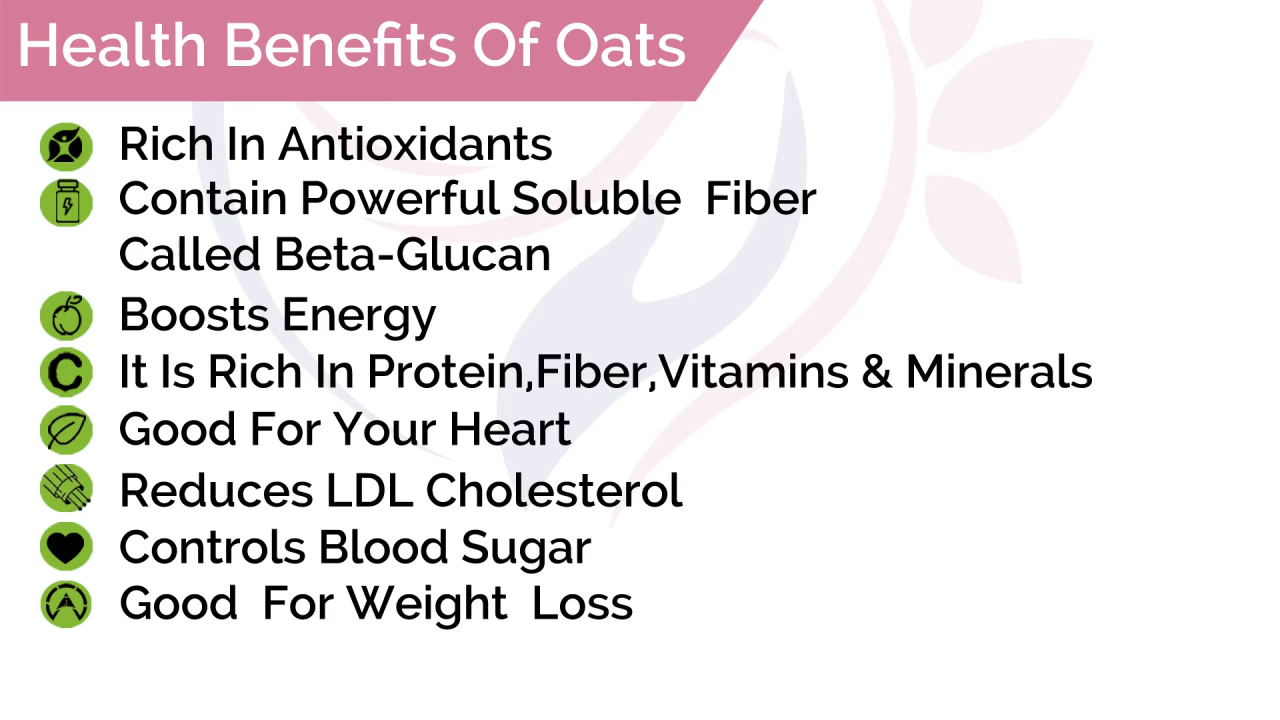 Health Benefits Of Oats
Rich In Antioxidants
Contain Powerful Soluble  Fiber
Called Beta-Glucan
Boosts Energy
C It Is Rich In Protein,Fiber,Vitamins & Minerals
Good For Your Heart
Reduces LDL Cholesterol
Controls Blood Sugar
Good  For Weight  Loss